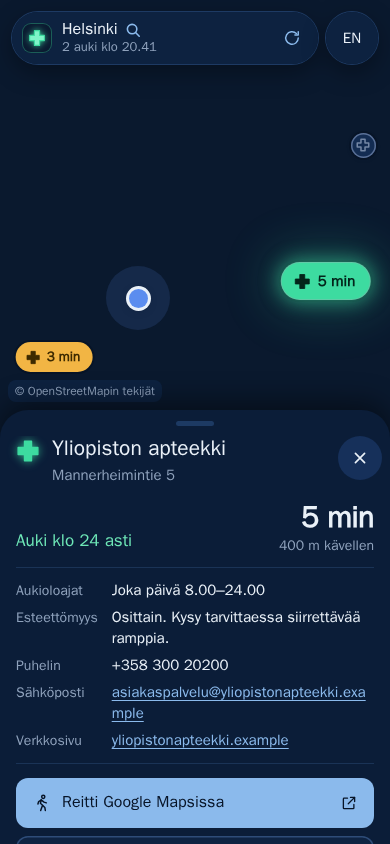 Helsinki
2 auki klo 20.41
EN
5 min
3 min
© OpenStreetMapin tekijät
Yliopiston apteekki
Mannerheimintie 5
5 min
Auki klo 24 asti
400 m kävellen
Aukioloajat Joka päivä 8.00–24.00
Esteettömyys Osittain. Kysy tarvittaessa siirrettävää
ramppia.
Puhelin +358 300 20200
Sähköposti asiakaspalvelu@yliopistonapteekki.exa
mple
Verkkosivu yliopistonapteekki.example
Reitti Google Mapsissa